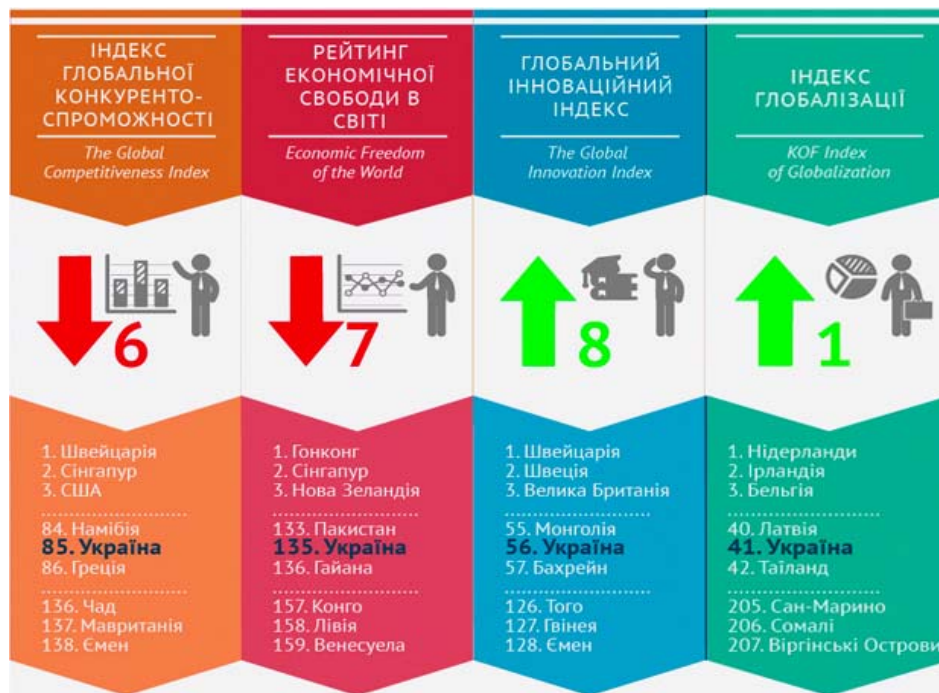 ІНДЕКС
ГЛОБАЛЬНОЇ
КОНКУРЕНТО-
СПРОМОЖНОСТІ
The Global
Competitiveness Index
6
1. Швейцарія
2. Сінгапур
3. США
84. Намібія
85. Україна
86. Греція
136. Чад
137. Мавританія
138. Ємен
РЕЙТИНГ
ЕКОНОМІЧНОЇ
СВОБОДИ В
СВІТІ
Economic Freedom
of the World
7
1. Гонконг
2. Сінгапур
3. Нова Зеландія
133. Пакистан
135. Україна
136. Гайана
157. Конго
158. Лівія
159. Венесуела
ГЛОБАЛЬНИЙ
ІННОВАЦІЙНИЙ
ІНДЕКС
The Global
Innovation Index
8
1. Швейцарія
2. Швеція
3. Велика Британія
55. Монголія
56. Україна
57. Бахрейн
126. Того
127. Гвінея
128. Ємен
ІНДЕКС
ГЛОБАЛІЗАЦІЇ
KOF Index
of Globalization
1
1. Нідерланди
2. Ірландія
3. Бельгія
40. Латвія
41. Україна
42. Таїланд
205. Сан-Марино
206. Сомалі
207. Віргінські Острови